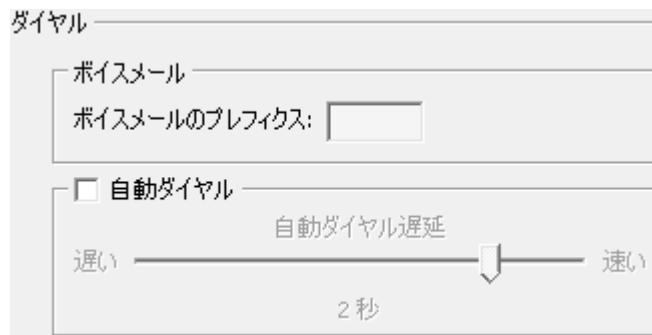 ダイヤル
ボイスメール
ボイスメールのプレフィクス:
自動ダイヤル
自動ダイヤル遅延
遅い 速い
2 秒